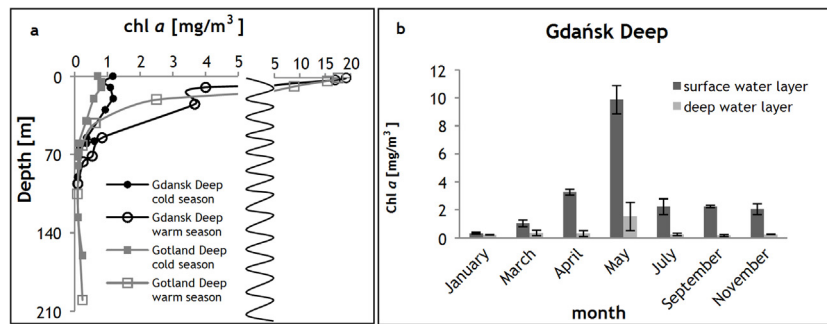 a
chl a [mg/m³ ]
0 1 2 3 4 5 5 10 15 20
0
70
140
210
Depth [m]
Gdansk Deep
cold season
Gdansk Deep
warm season
Gotland Deep
cold season
Gotland Deep
warm season
b
Gdańsk Deep
Chl a [mg/m³ ]
12
10
8
6
4
2
0
surface water layer
deep water layer
January
March
April
May
July
September
November
month